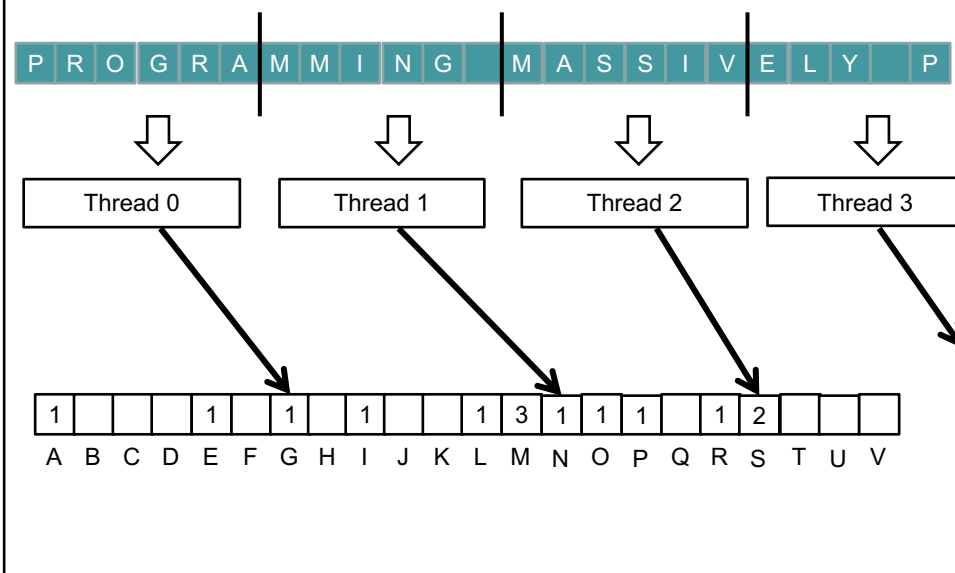 P R O G R A M M I N G M A S S I V E L Y P
Thread 0 Thread 1 Thread 2 Thread 3
1 1 1 1 1 3 1 1 1 1 2
A B C D E F G H I J K L M N O P Q R S T U V